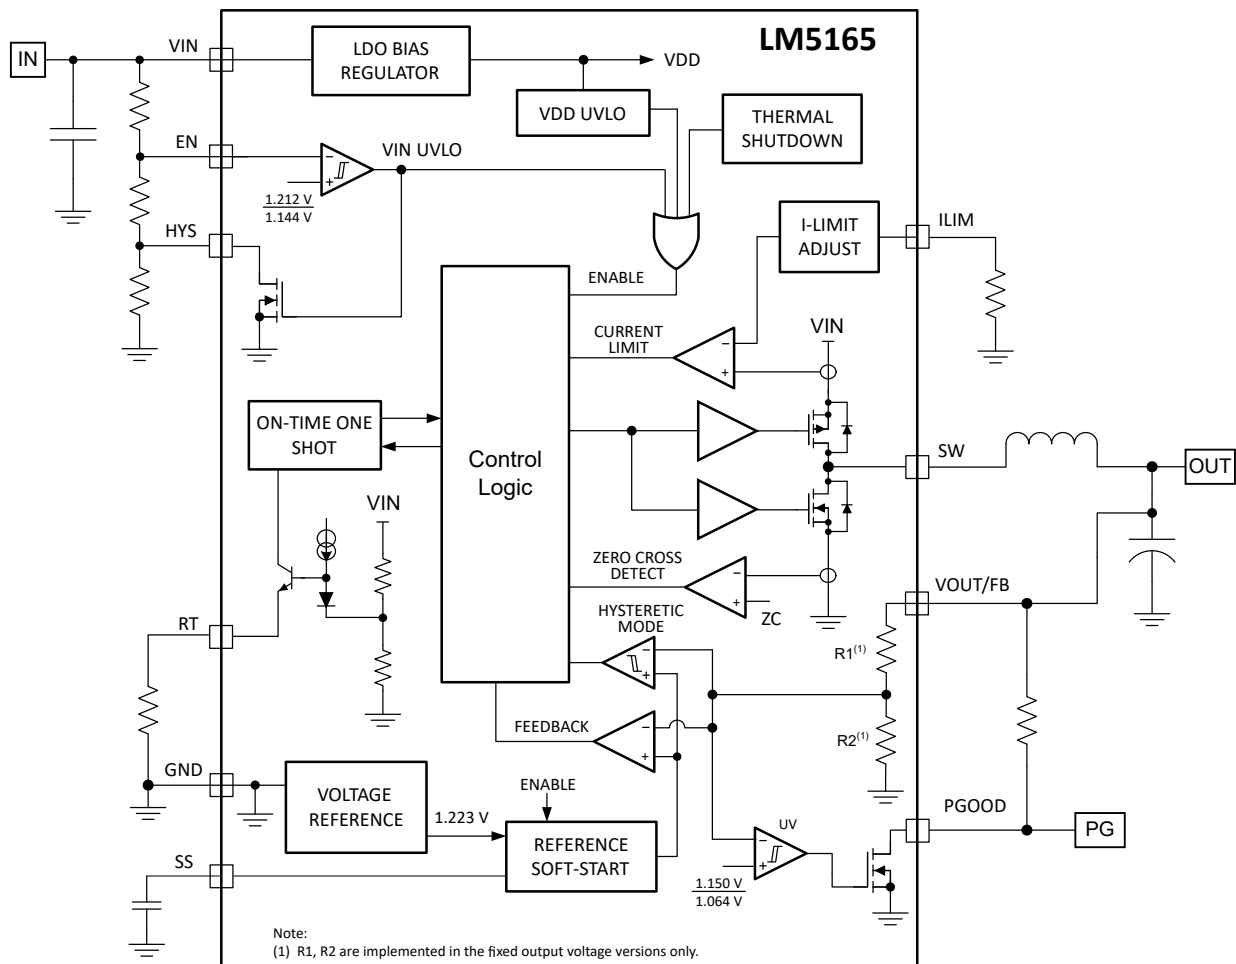 LM5165
IN
VIN
LDO BIAS
REGULATOR
VDD
VDD UVLO
THERMAL
SHUTDOWN
EN
VIN UVLO
1.212 V
1.144 V
HYS
I-LIMIT
ADJUST
ILIM
ENABLE
CURRENT
LIMIT
VIN
ON-TIME ONE
SHOT
Control
Logic
SW
OUT
VIN
ZERO CROSS
DETECT
ZC
VOUT/FB
HYSTERETIC
MODE
RT
R1(1)
FEEDBACK
R2(1)
GND
VOLTAGE
REFERENCE
1.223 V
ENABLE
REFERENCE
SOFT-START
PGOOD
PG
UV
SS
1.150 V
1.064 V
Note:
(1) R1, R2 are implemented in the fixed output voltage versions only.